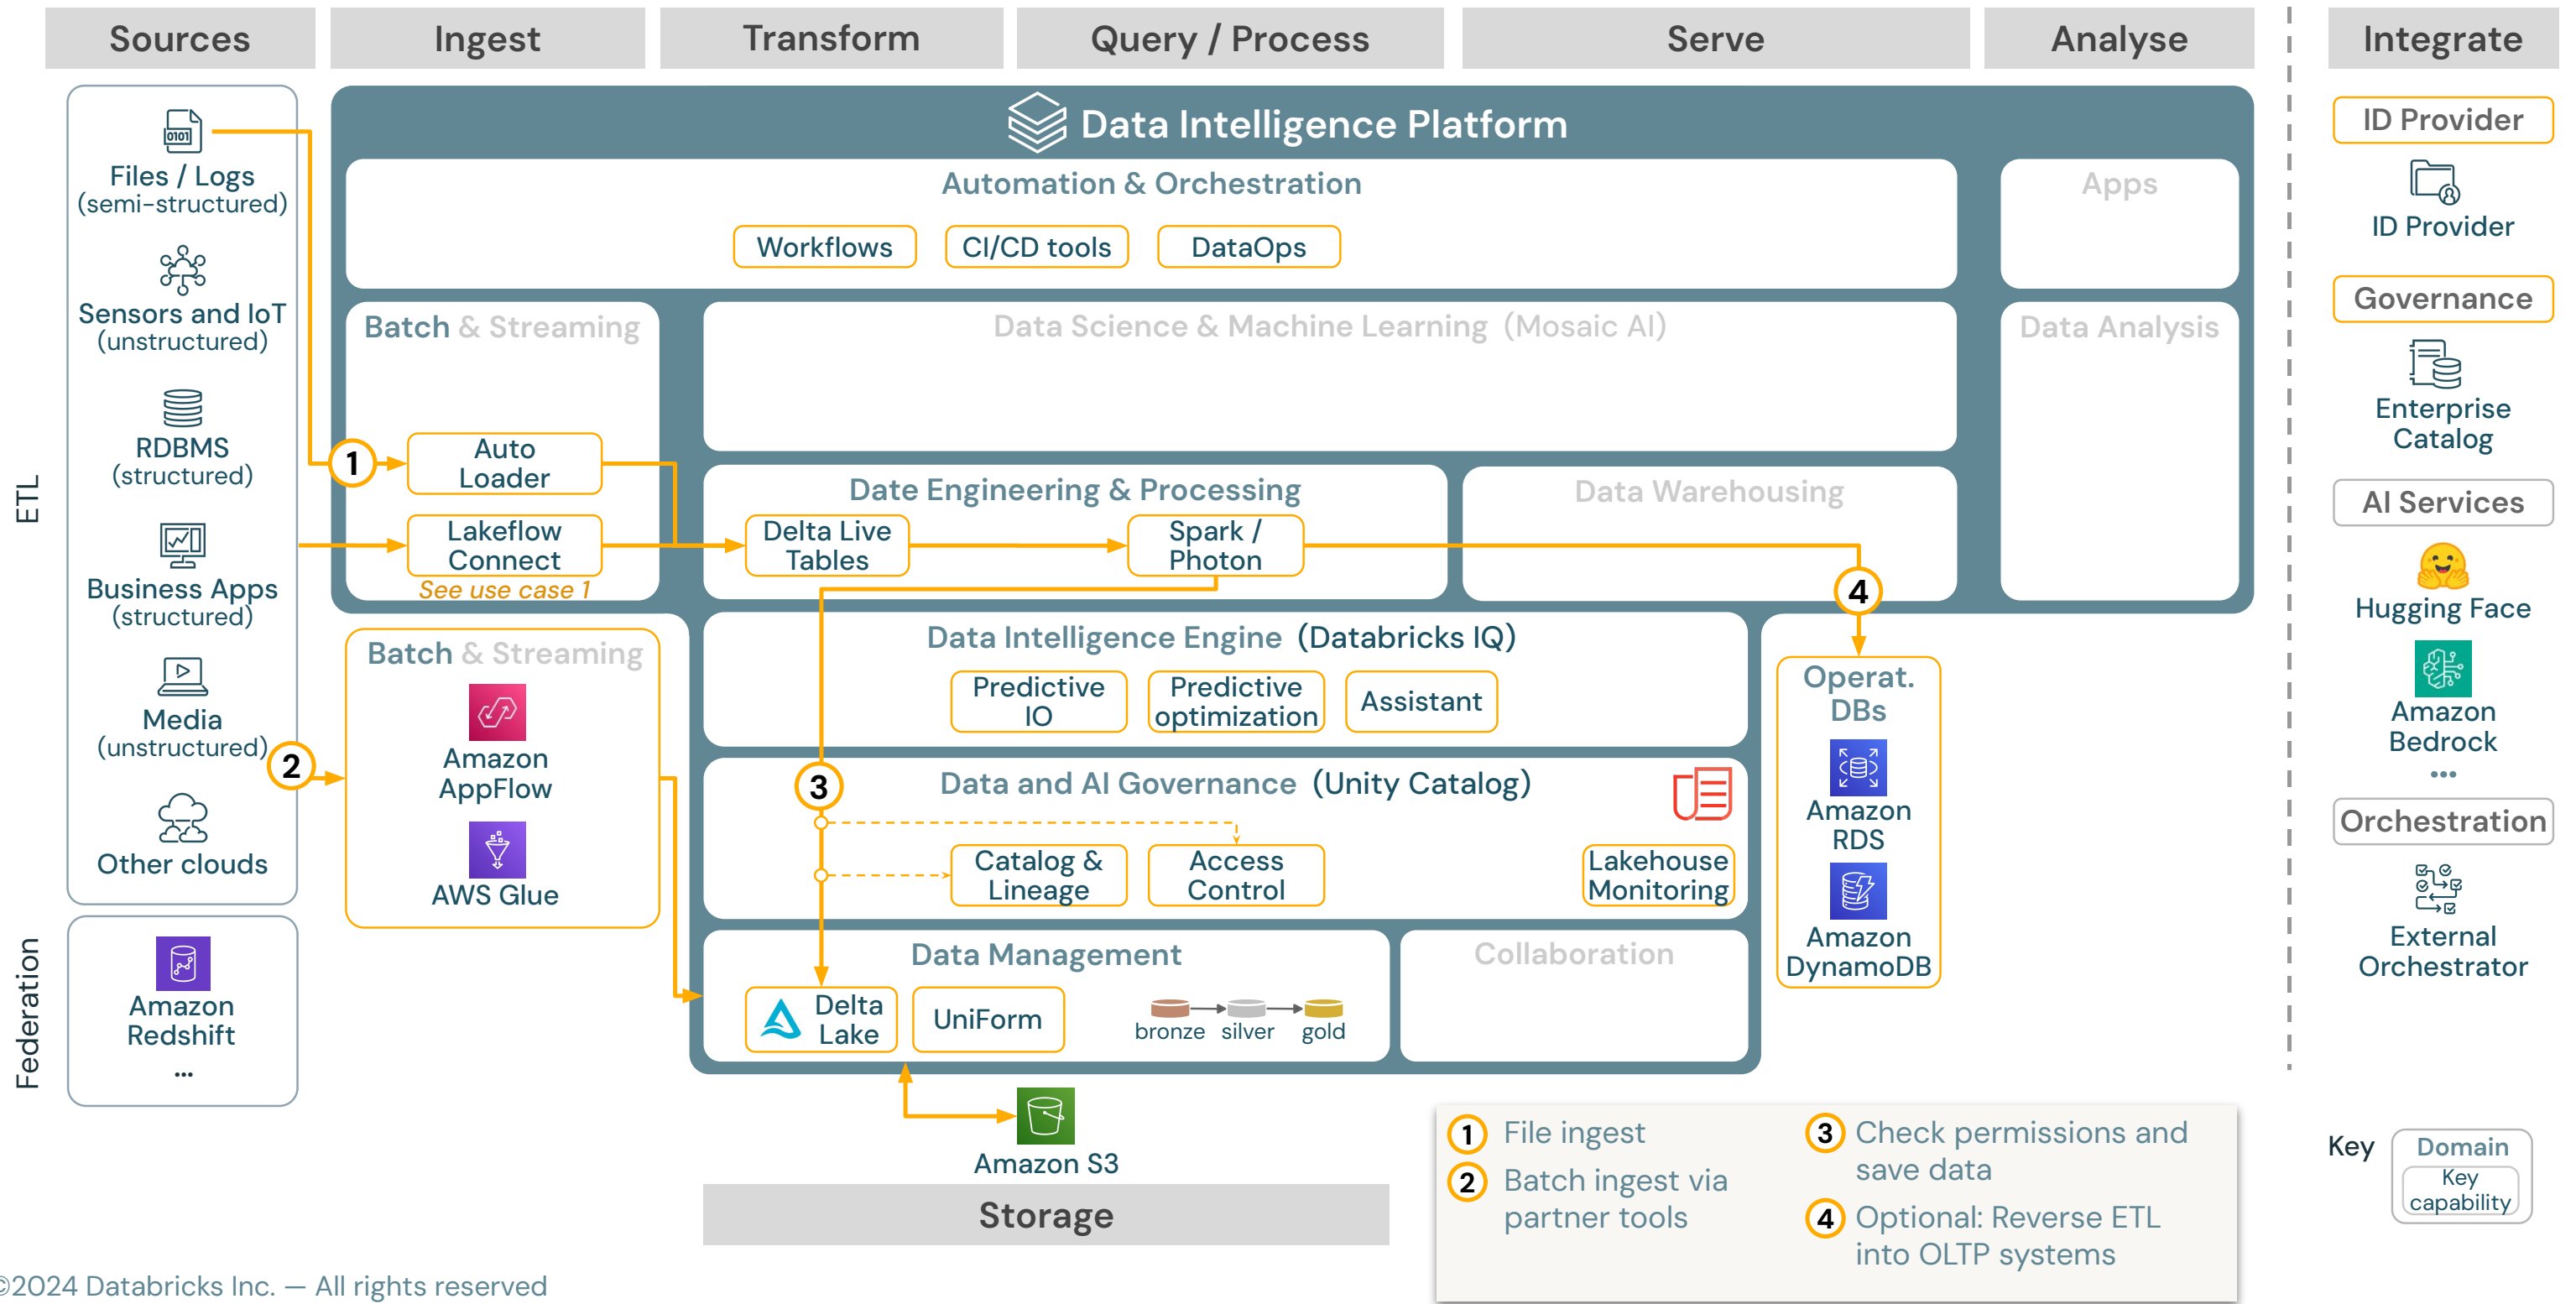 Sources
Ingest
Transform
Query / Process
Serve
Analyse
Integrate
ETL
Federation
0101
Files / Logs
(semi-structured)
Sensors and IoT
(unstructured)
RDBMS
(structured)
Business Apps
(structured)
Media
(unstructured)
Other clouds
Amazon
Redshift
...
Data Intelligence Platform
Automation & Orchestration
Workflows
CI/CD tools
DataOps
Apps
Batch & Streaming
1
Auto
Loader
Lakeflow
Connect
See use case 1
Data Science & Machine Learning (Mosaic AI)
Data Analysis
Date Engineering & Processing
Delta Live
Tables
Spark /
Photon
Data Warehousing
4
Batch & Streaming
2
Amazon
AppFlow
AWS Glue
Data Intelligence Engine (Databricks IQ)
Predictive
IO
Predictive
optimization
Assistant
3
Data and AI Governance (Unity Catalog)
Catalog &
Lineage
Access
Control
Lakehouse
Monitoring
Data Management
Delta
Lake
UniForm
bronze
silver
gold
Collaboration
Operat.
DBs
Amazon
RDS
Amazon
DynamoDB
Amazon S3
Storage
ID Provider
ID Provider
Governance
Enterprise
Catalog
AI Services
Hugging Face
Amazon
Bedrock
...
Orchestration
External
Orchestrator
1 File ingest
2 Batch ingest via
partner tools
3 Check permissions and
save data
4 Optional: Reverse ETL
into OLTP systems
Key
Domain
Key
capability
©2024 Databricks Inc. — All rights reserved